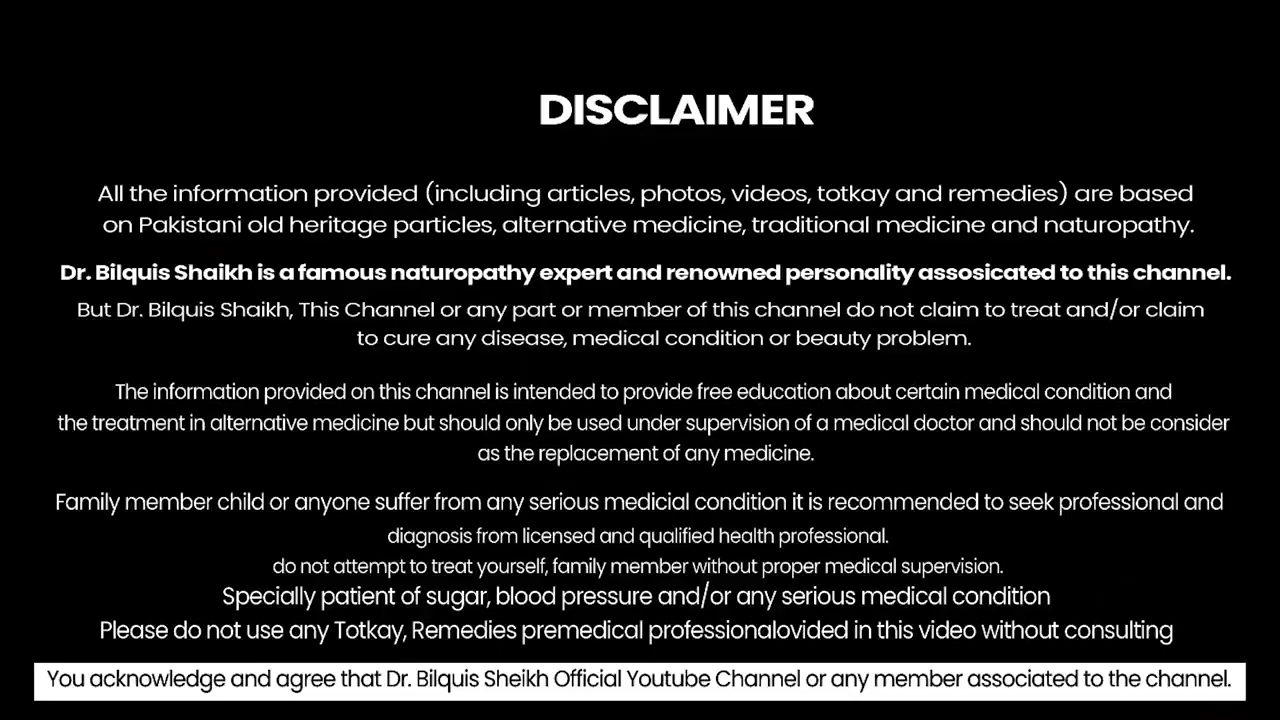 DISCLAIMER
All the information provided (including articles, photos, videos, totkay and remedies) are based
on Pakistani old heritage particles, alternative medicine, traditional medicine and naturopathy.
Dr. Bilquis Shaikh is a famous naturopathy expert and renowned personality assosicated to this channel.
But Dr. Bilquis Shaikh, This Channel or any part or member of this channel do not claim to treat and/or claim
to cure any disease, medical condition or beauty problem.
The information provided on this channel is intended to provide free education about certain medical condition and
the treatment in alternative medicine but should only be used under supervision of a medical doctor and should not be consider
as the replacement of any medicine.
Family member child or anyone suffer from any serious medicial condition it is recommended to seek professional and
diagnosis from licensed and qualified health professional.
do not attempt to treat yourself, family member without proper medical supervision.
Specially patient of sugar, blood pressure and/or any serious medical condition
Please do not use any Totkay, Remedies premedical professionalovided in this video without consulting
You acknowledge and agree that Dr. Bilquis Sheikh Official Youtube Channel or any member associated to the channel.